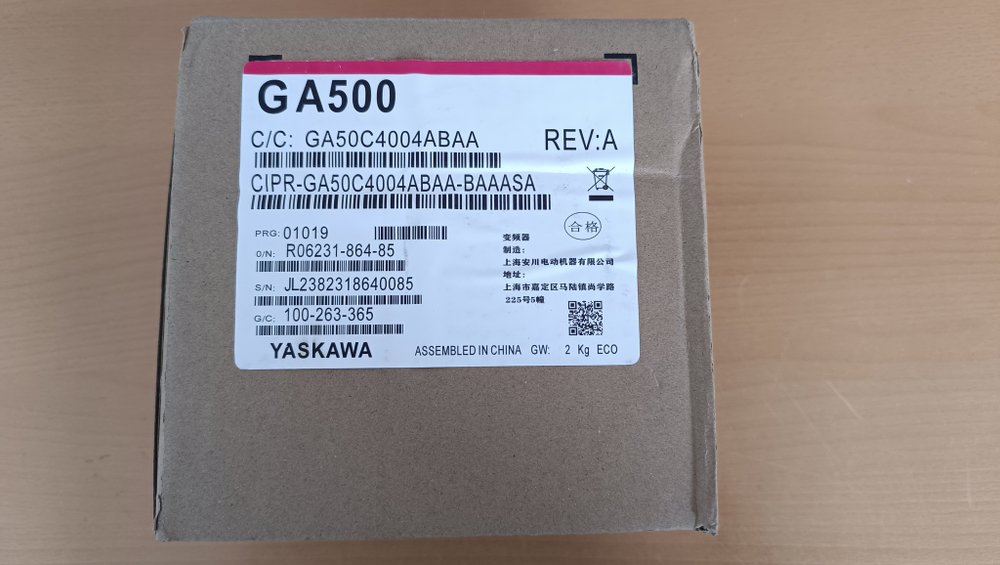 GA500
C/C: GA50C4004ABAA
REV:A
CIPR-GA50C4004ABAA-BAAASA
PRG: 01019
O/N: R06231-864-85
S/N: JL2382318640085
G/C: 100-263-365
合格
变频器
制造:
上海安川电动机器有限公司
地址:
上海市嘉定区马陆镇尚学路
225号5幢
YASKAWA
ASSEMBLED IN CHINA GW: 2 Kg ECO